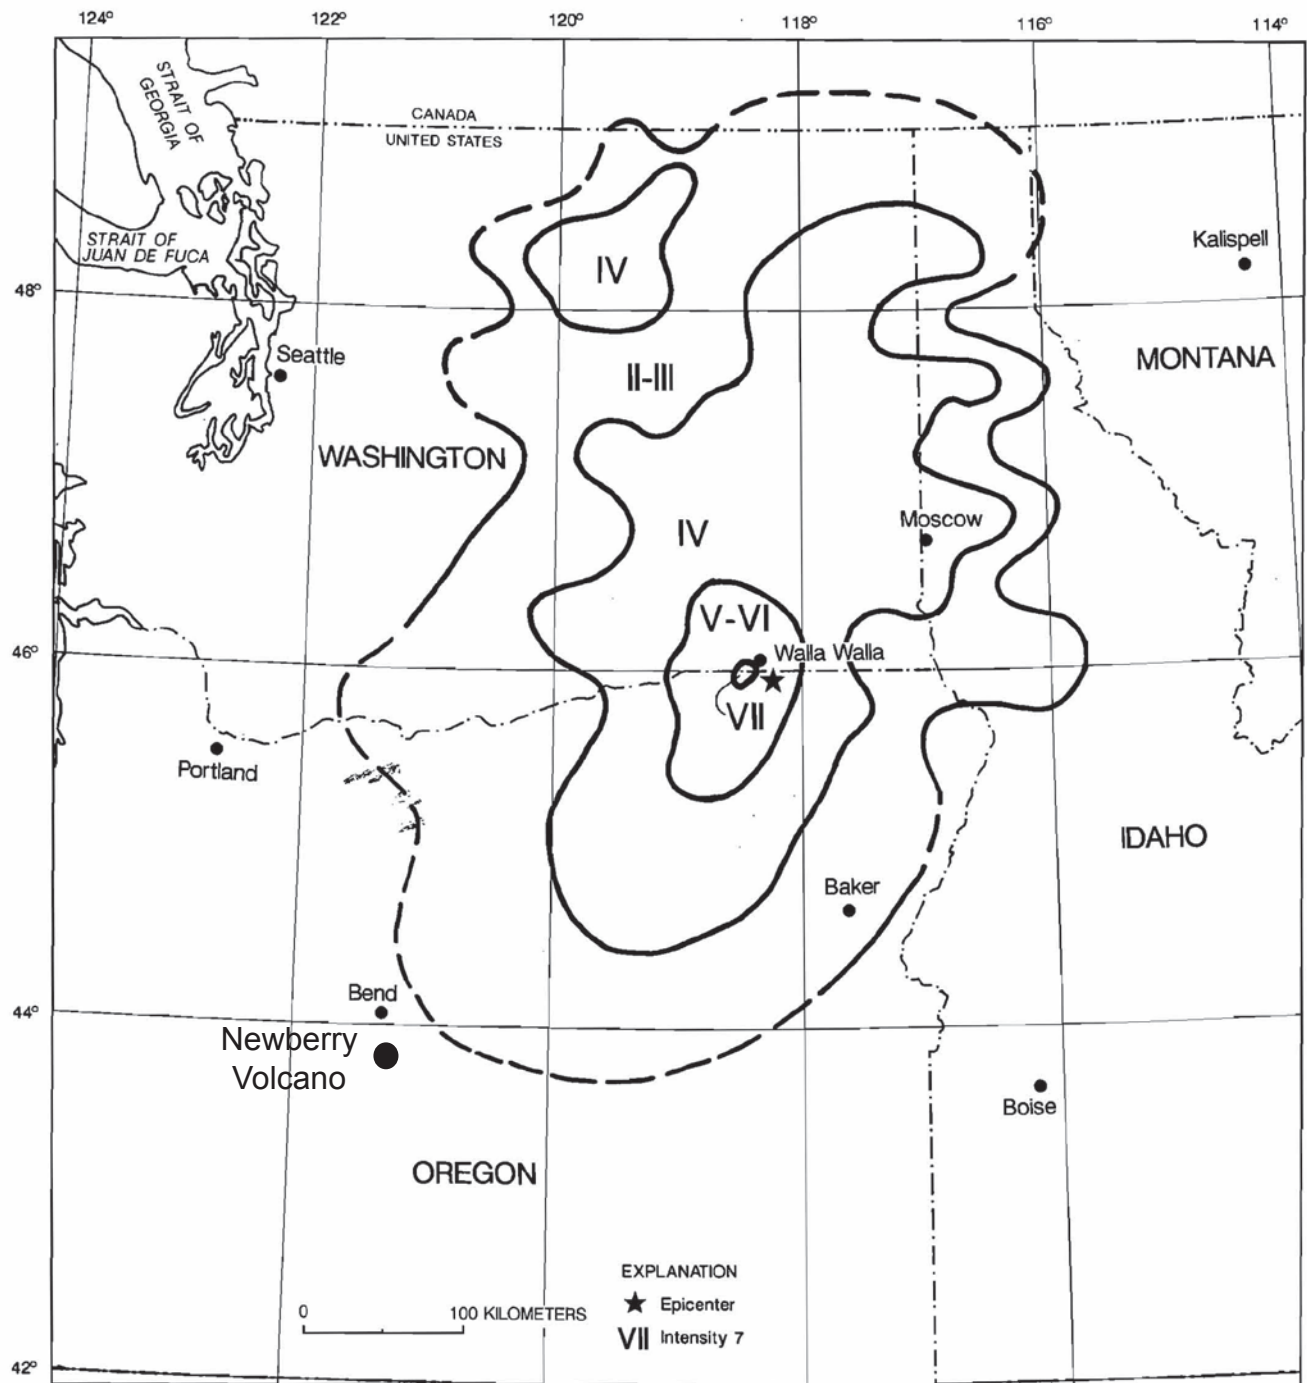 124° 122° 120° 118° 116° 114°
STRAIT OF
GEORGIA
CANADA
UNITED STATES
STRAIT OF
JUAN DE FUCA
Kalispell
IV
48°
Seattle
II-III
MONTANA
WASHINGTON
IV
Moscow
V-VI
46°
Walla Walla
VII
Portland
IDAHO
Baker
Bend
44°
Newberry
Volcano
Boise
OREGON
EXPLANATION
0 100 KILOMETERS
Epicenter
VII Intensity 7
42°